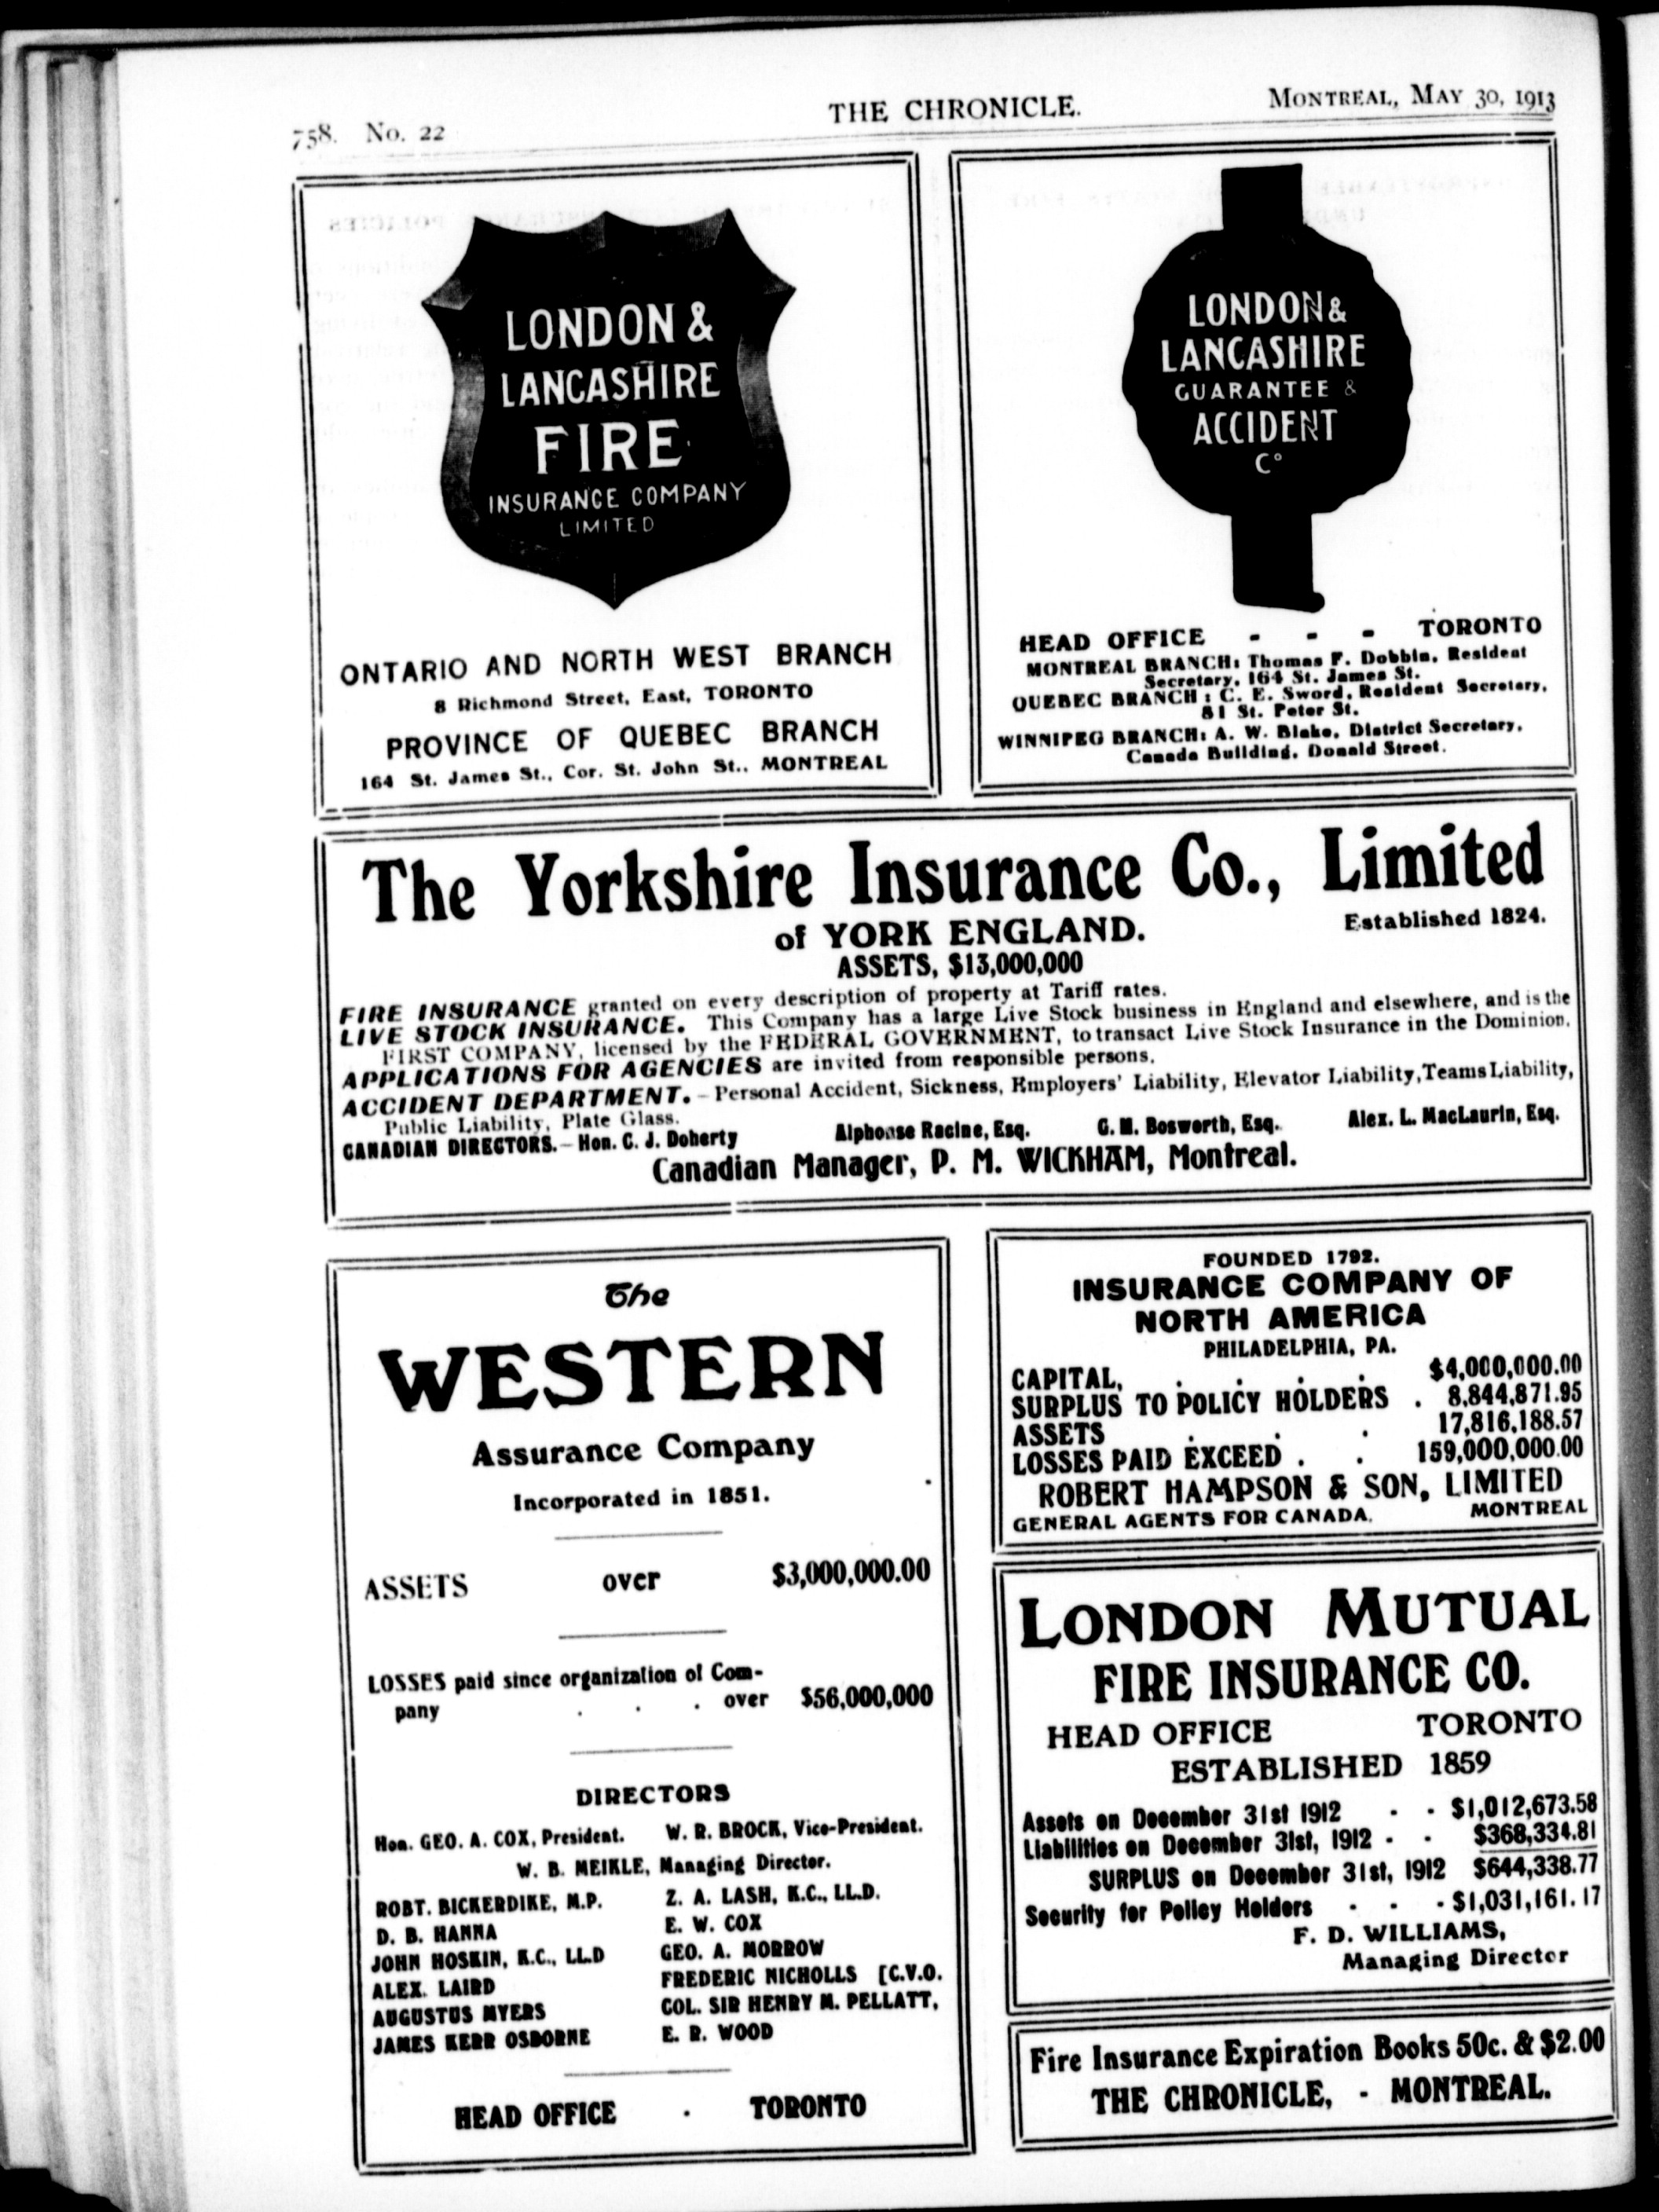 758. No. 22
THE CHRONICLE.
MONTREAL, MAY 30, 1913
LONDON &
LANCASHIRE
FIRE
INSURANCE COMPANY
LIMITED
ONTARIO AND NORTH WEST BRANCH
8 Richmond Street, East, TORONTO
PROVINCE OF QUEBEC BRANCH
164 St. James St., Cor. St. John St., MONTREAL
LONDON &
LANCASHIRE
GUARANTEE &
ACCIDENT
Co
HEAD OFFICE - - - TORONTO
MONTREAL BRANCH: Thomas F. Dobbin, Resident
Secretary, 164 St. James St.
QUEBEC BRANCH: C. E. Sword, Resident Secretary,
81 St. Peter St.
WINNIPEG BRANCH: A. W. Blake, District Secretary,
Canada Building, Donald Street.
The Yorkshire Insurance Co., Limited
of YORK ENGLAND.
Established 1824.
ASSETS, $13,000,000
FIRE INSURANCE granted on every description of property at Tariff rates.
LIVE STOCK INSURANCE. This Company has a large Live Stock business in England and elsewhere, and is the
FIRST COMPANY, licensed by the FEDERAL GOVERNMENT, to transact Live Stock Insurance in the Dominion.
APPLICATIONS FOR AGENCIES are invited from responsible persons.
ACCIDENT DEPARTMENT.—Personal Accident, Sickness, Employers' Liability, Elevator Liability, Teams Liability,
Public Liability, Plate Glass.
CANADIAN DIRECTORS.—Hon. C. J. Doherty Alphonse Racine, Esq. G. M. Bosworth, Esq. Alex. L. MacLaurin, Esq.
Canadian Manager, P. M. WICKHAM, Montreal.
The
WESTERN
Assurance Company
Incorporated in 1851.
ASSETS over $3,000,000.00
LOSSES paid since organization of Com-
pany . . . over $56,000,000
DIRECTORS
Hon. GEO. A. COX, President. W. R. BROCK, Vice-President.
W. B. MEIKLE, Managing Director.
ROBT. BICKERDIKE, M.P. Z. A. LASH, K.C., LL.D.
D. B. HANNA E. W. COX
JOHN HOSKIN, K.C., LL.D GEO. A. MORROW
ALEX. LAIRD FREDERIC NICHOLLS [C.V.O.
AUGUSTUS MYERS COL. SIR HENRY M. PELLATT,
JAMES KERR OSBORNE E. R. WOOD
HEAD OFFICE . TORONTO
FOUNDED 1792.
INSURANCE COMPANY OF
NORTH AMERICA
PHILADELPHIA, PA.
CAPITAL, . . . . $4,000,000.00
SURPLUS TO POLICY HOLDERS . 8,844,871.95
ASSETS . . . 17,816,188.57
LOSSES PAID EXCEED . . 159,000,000.00
ROBERT HAMPSON & SON, LIMITED
GENERAL AGENTS FOR CANADA. MONTREAL
LONDON MUTUAL
FIRE INSURANCE CO.
HEAD OFFICE TORONTO
ESTABLISHED 1859
Assets on December 31st 1912 - - $1,012,673.58
Liabilities on December 31st, 1912 - - $368,334.81
SURPLUS on December 31st, 1912 $644,338.77
Security for Policy Holders - - - $1,031,161.17
F. D. WILLIAMS,
Managing Director
Fire Insurance Expiration Books 50c. & $2.00
THE CHRONICLE, - MONTREAL.